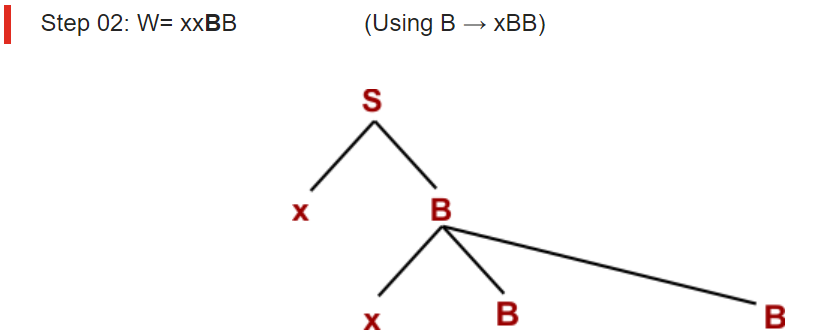 Step 02: W= xxBB (Using B → xBB)
S
x B
x B B